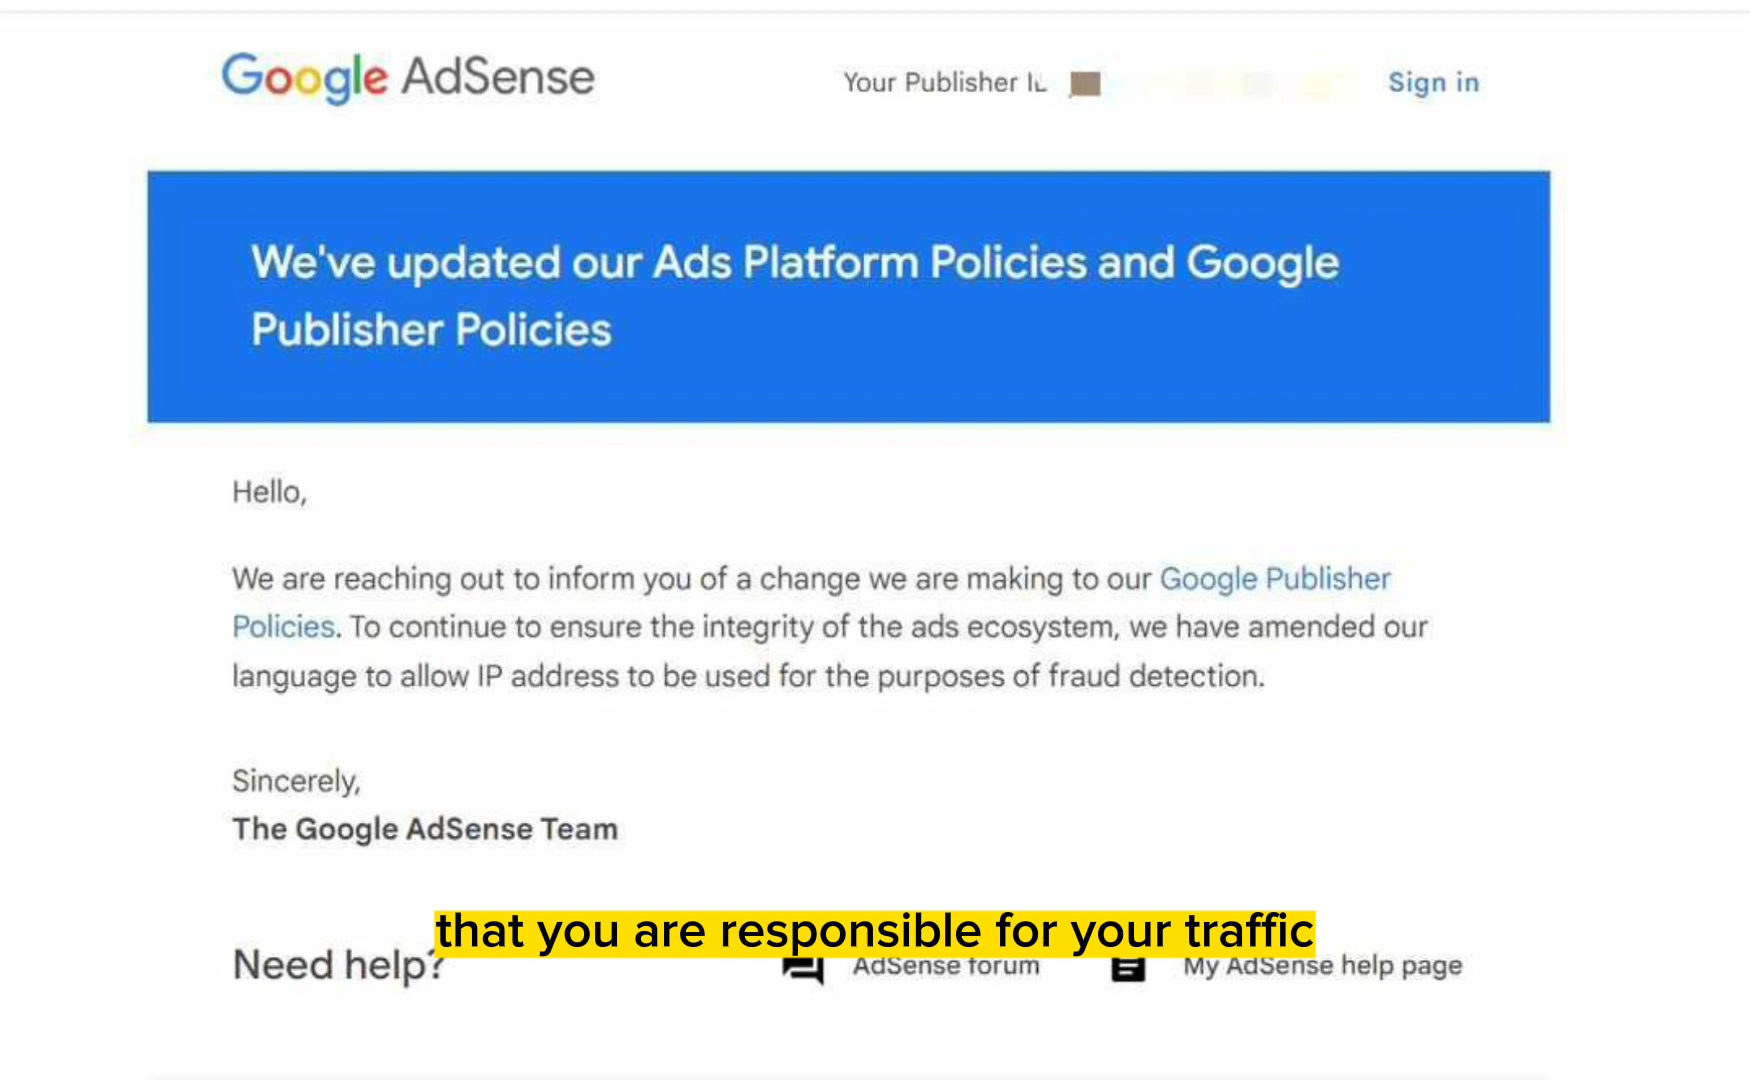 Google AdSense
Your Publisher
Sign in
We've updated our Ads Platform Policies and Google
Publisher Policies
Hello,
We are reaching out to inform you of a change we are making to our Google Publisher
Policies. To continue to ensure the integrity of the ads ecosystem, we have amended our
language to allow IP address to be used for the purposes of fraud detection.
Sincerely,
The Google AdSense Team
that you are responsible for your traffic
Need help?
AdSense forum
My AdSense help page